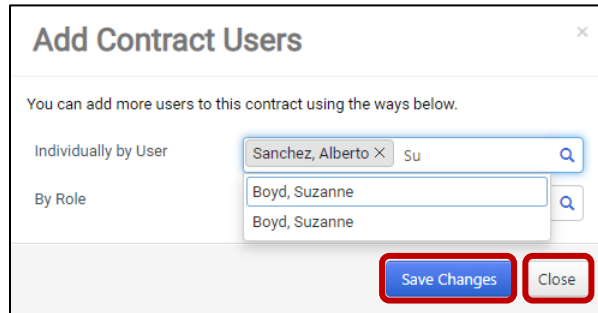 Add Contract Users ×
You can add more users to this contract using the ways below.
Individually by User Sanchez, Alberto × Su
By Role
Boyd, Suzanne
Boyd, Suzanne
Save Changes Close